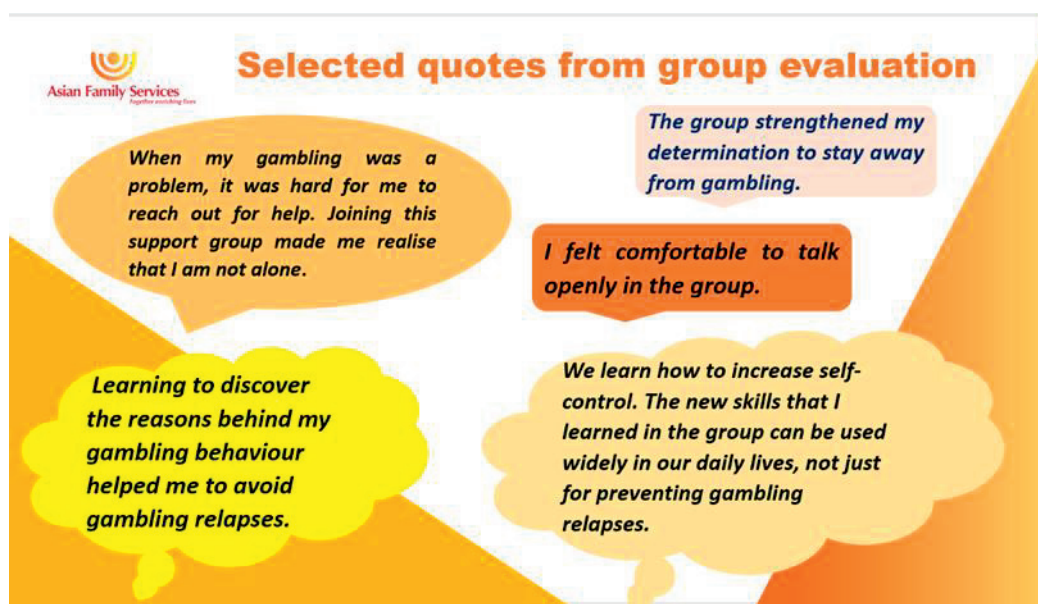 Asian Family Services
Together enriching lives
Selected quotes from group evaluation
When my gambling was a
problem, it was hard for me to
reach out for help. Joining this
support group made me realise
that I am not alone.
The group strengthened my
determination to stay away
from gambling.
I felt comfortable to talk
openly in the group.
Learning to discover
the reasons behind my
gambling behaviour
helped me to avoid
gambling relapses.
We learn how to increase self-
control. The new skills that I
learned in the group can be used
widely in our daily lives, not just
for preventing gambling
relapses.